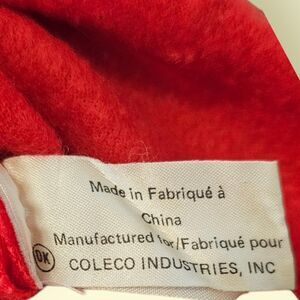 Made in Fabriqué à
China
Manufactured for/Fabriqué pour
COLECO INDUSTRIES, INC
OK